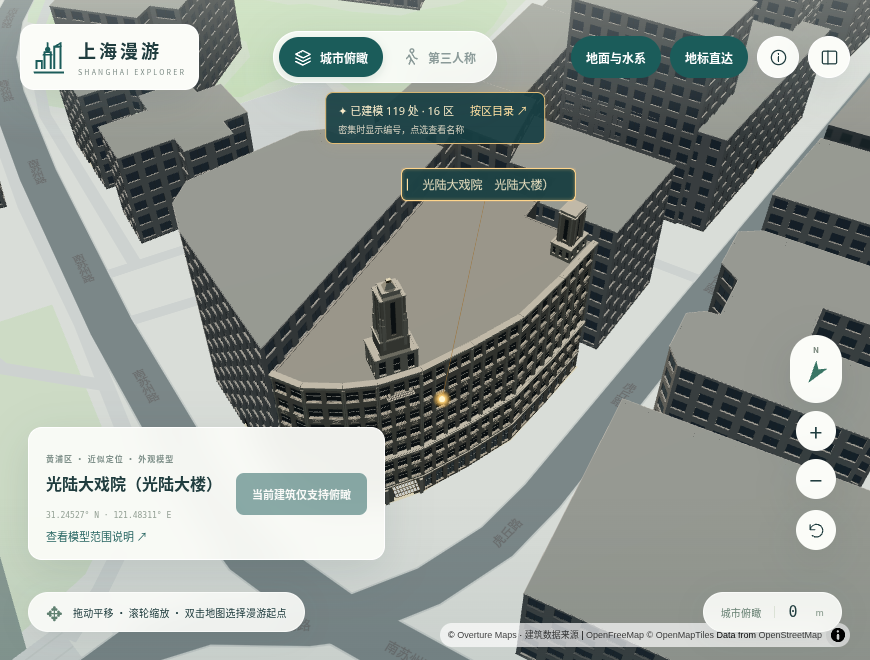 上海漫游
SHANGHAI EXPLORER
城市俯瞰
第三人称
地面与水系
地标直达
✦ 已建模 119 处 · 16 区 按区目录 ↗
密集时显示编号，点选查看名称
光陆大戏院 光陆大楼）
N
+
−
黄浦区 · 近似定位 · 外观模型
光陆大戏院（光陆大楼）
当前建筑仅支持俯瞰
31.24527° N · 121.48311° E
查看模型范围说明 ↗
虎丘路
拖动平移 · 滚轮缩放 · 双击地图选择漫游起点
城市俯瞰 0 m
© Overture Maps · 建筑数据来源 | OpenFreeMap © OpenMapTiles Data from OpenStreetMap
南苏